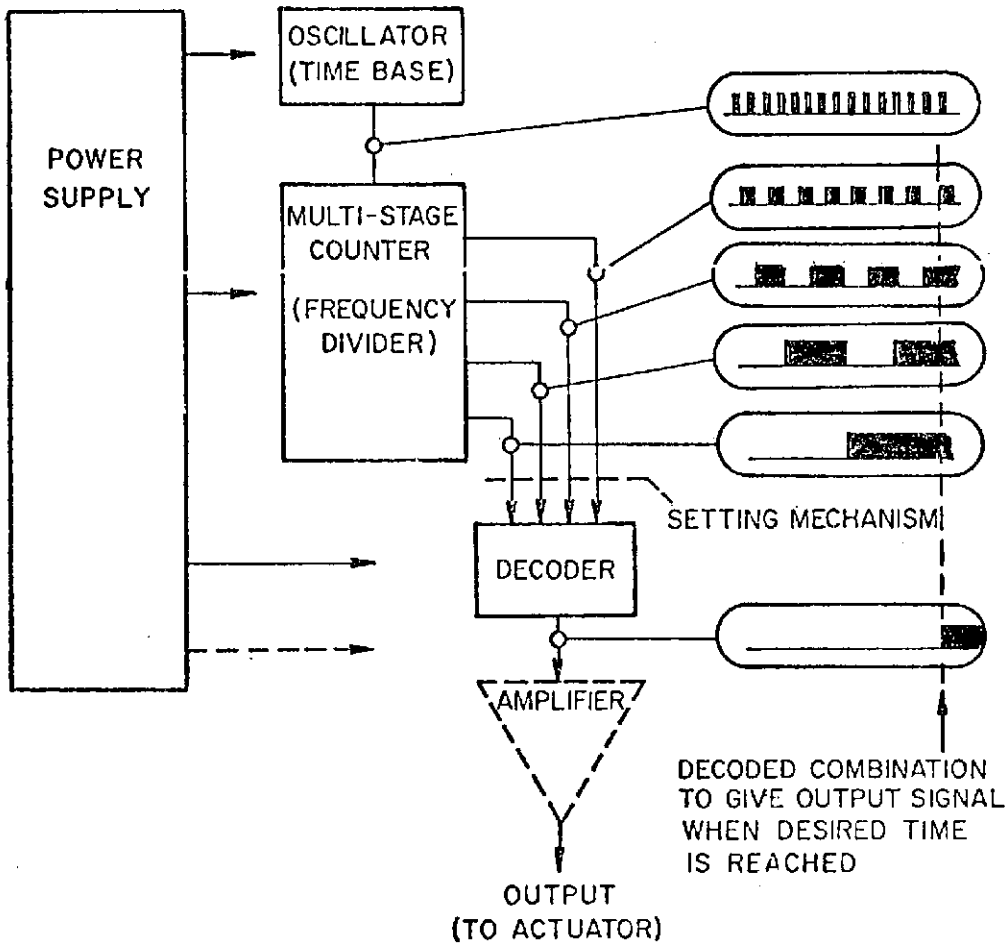 OSCILLATOR
(TIME BASE)
POWER
SUPPLY
MULTI-STAGE
COUNTER
(FREQUENCY
DIVIDER)
SETTING MECHANISM
DECODER
AMPLIFIER
DECODED COMBINATION
TO GIVE OUTPUT SIGNAL
WHEN DESIRED TIME
IS REACHED
OUTPUT
(TO ACTUATOR)